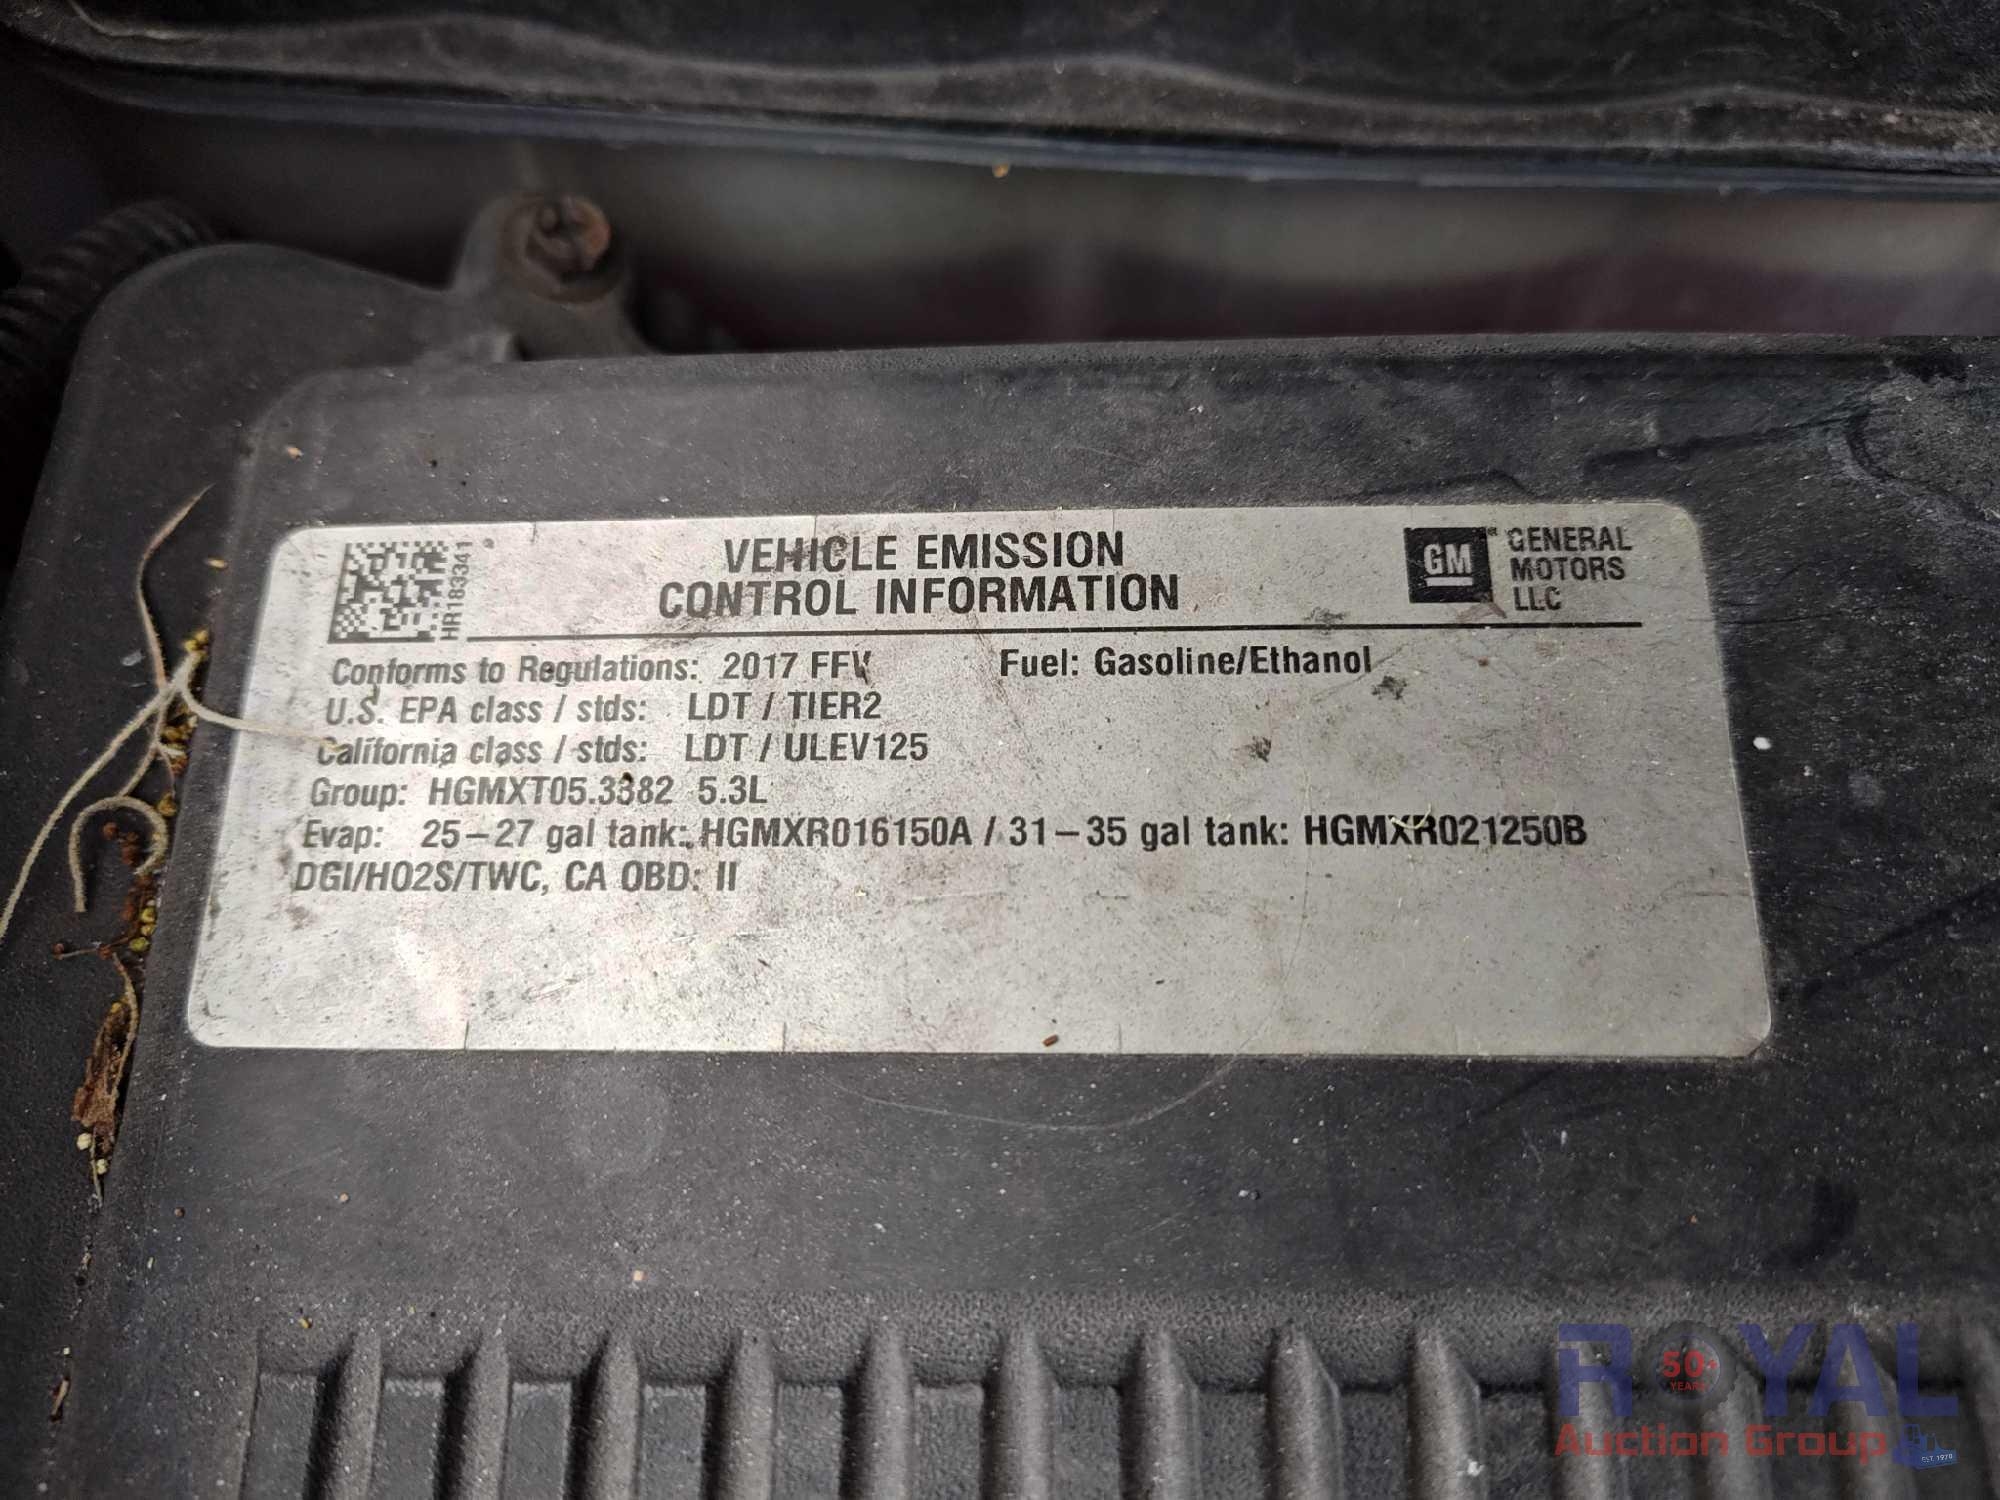 HR183341
VEHICLE EMISSION
CONTROL INFORMATION
GM
GENERAL
MOTORS
LLC
Conforms to Regulations: 2017 FFV Fuel: Gasoline/Ethanol
U.S. EPA class / stds: LDT / TIER2
California class / stds: LDT / ULEV125
Group: HGMXT05.3382 5.3L
Evap: 25-27 gal tank: HGMXR016150A / 31-35 gal tank: HGMXR021250B
DGI/HO2S/TWC, CA OBD: II
ROYAL
50+
YEARS
Auction Group
EST. 1970